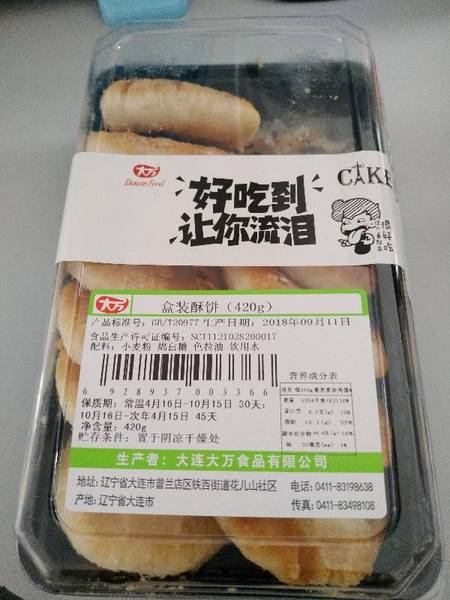 大万
Dawan Food
好吃到
让你流泪
CAKE
好吃
大万
盒装酥饼（420g）
产品标准号：GB/T20977 生产日期：2018年09月11日
食品生产许可证编号：SC11121028200017
配料：小麦粉 绵白糖 色拉油 饮用水
6 928937 003366
营养成分表
保质期：常温4月16日-10月15日 30天；
10月16日-次年4月15日 45天
净含量：420g
贮存条件：置于阴凉干燥处
生产者：大连大万食品有限公司
地址：辽宁省大连市普兰店区铁西街道花儿山社区
电话：0411-83198638
产地：辽宁省大连市
传真：0411-83498108